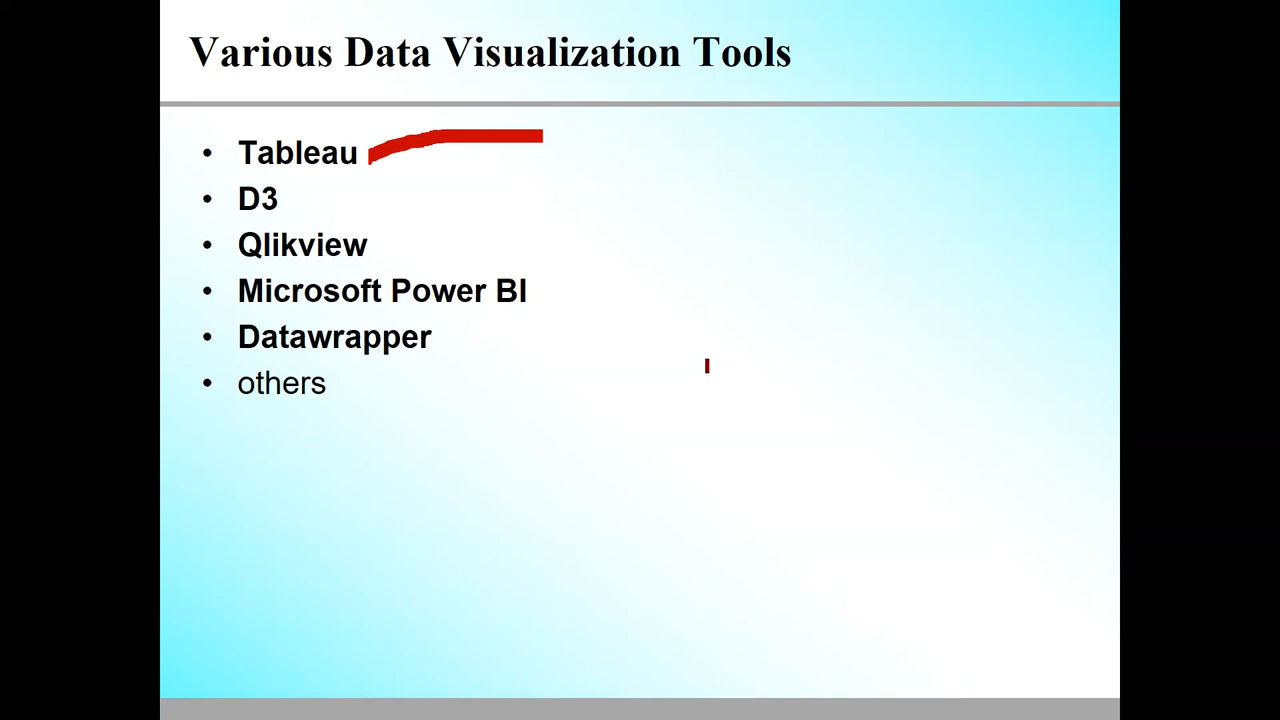 Various Data Visualization Tools
• Tableau
• D3
• Qlikview
• Microsoft Power BI
• Datawrapper
• others